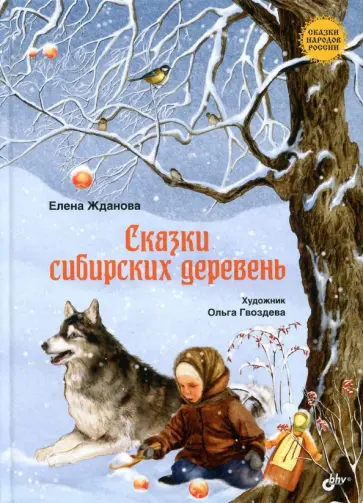 СКАЗКИ
НАРОДОВ
РОССИИ
Елена Жданова
Сказки
сибирских деревень
Художник
Ольга Гвоздева
bhv®